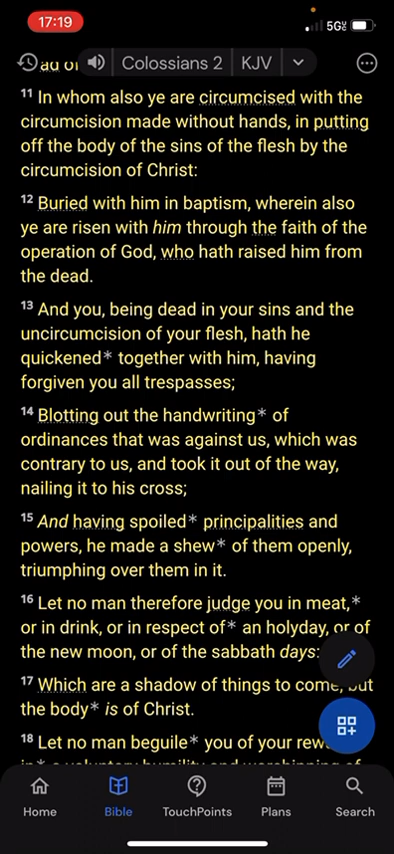 17:19
5G
Colossians 2 KJV
11 In whom also ye are circumcised with the
circumcision made without hands, in putting
off the body of the sins of the flesh by the
circumcision of Christ:
12 Buried with him in baptism, wherein also
ye are risen with him through the faith of the
operation of God, who hath raised him from
the dead.
13 And you, being dead in your sins and the
uncircumcision of your flesh, hath he
quickened* together with him, having
forgiven you all trespasses;
14 Blotting out the handwriting* of
ordinances that was against us, which was
contrary to us, and took it out of the way,
nailing it to his cross;
15 And having spoiled* principalities and
powers, he made a shew* of them openly,
triumphing over them in it.
16 Let no man therefore judge you in meat,*
or in drink, or in respect of* an holyday, or of
the new moon, or of the sabbath days:
17 Which are a shadow of things to come, but
the body* is of Christ.
18 Let no man beguile* you of your
Home Bible TouchPoints Plans Search